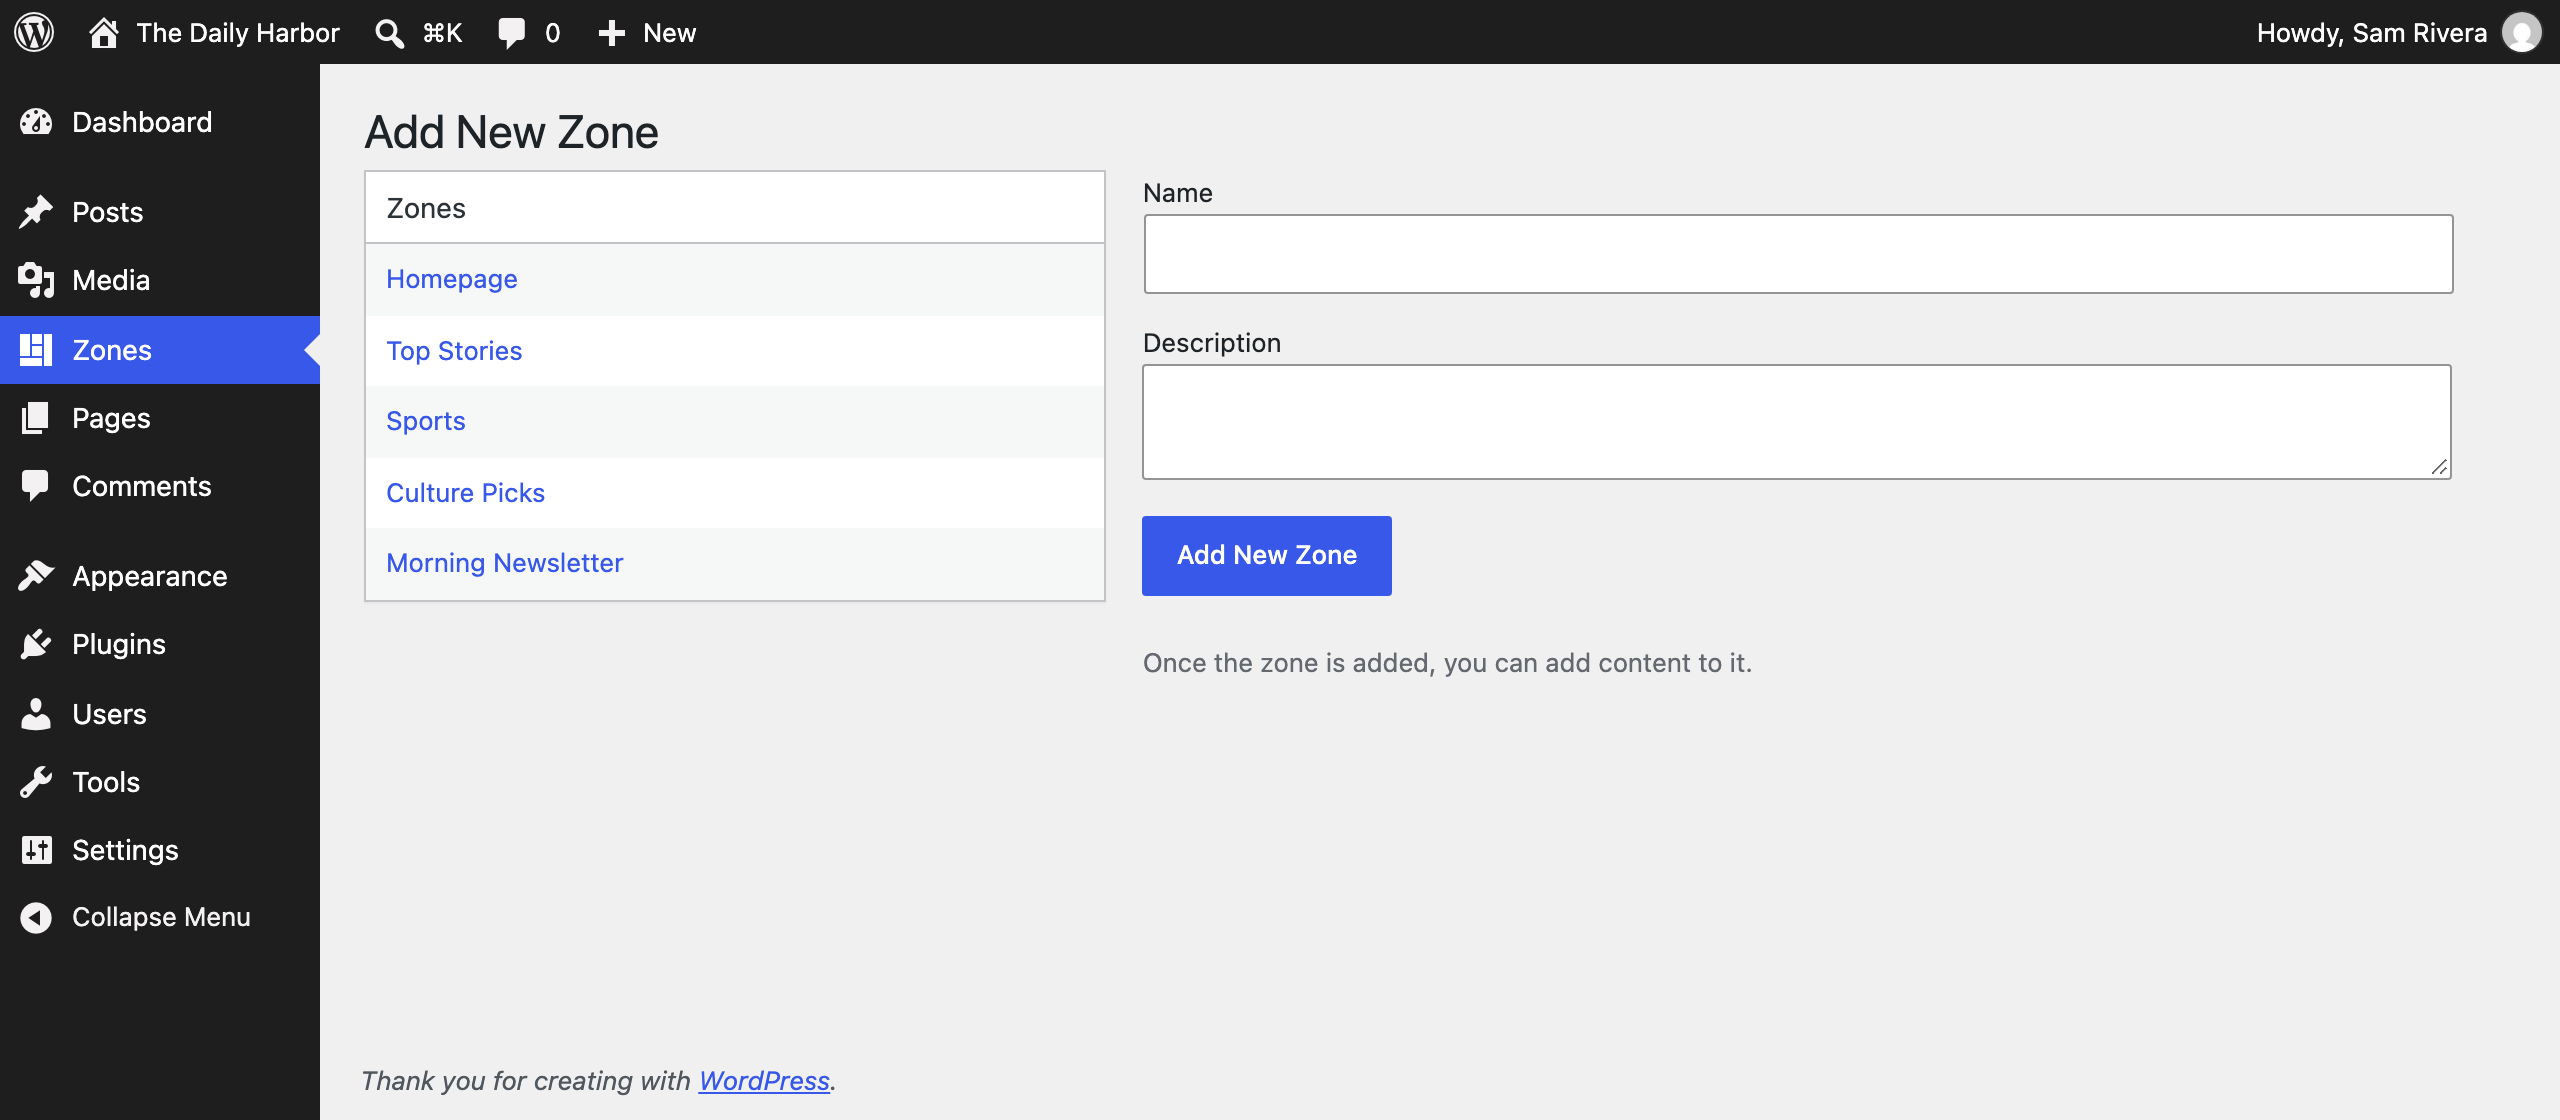 The Daily Harbor
⌘K
0
New
Howdy, Sam Rivera
Dashboard
Posts
Media
Zones
Pages
Comments
Appearance
Plugins
Users
Tools
Settings
Collapse Menu
Add New Zone
Zones
Homepage
Top Stories
Sports
Culture Picks
Morning Newsletter
Name
Description
Add New Zone
Once the zone is added, you can add content to it.
Thank you for creating with WordPress.